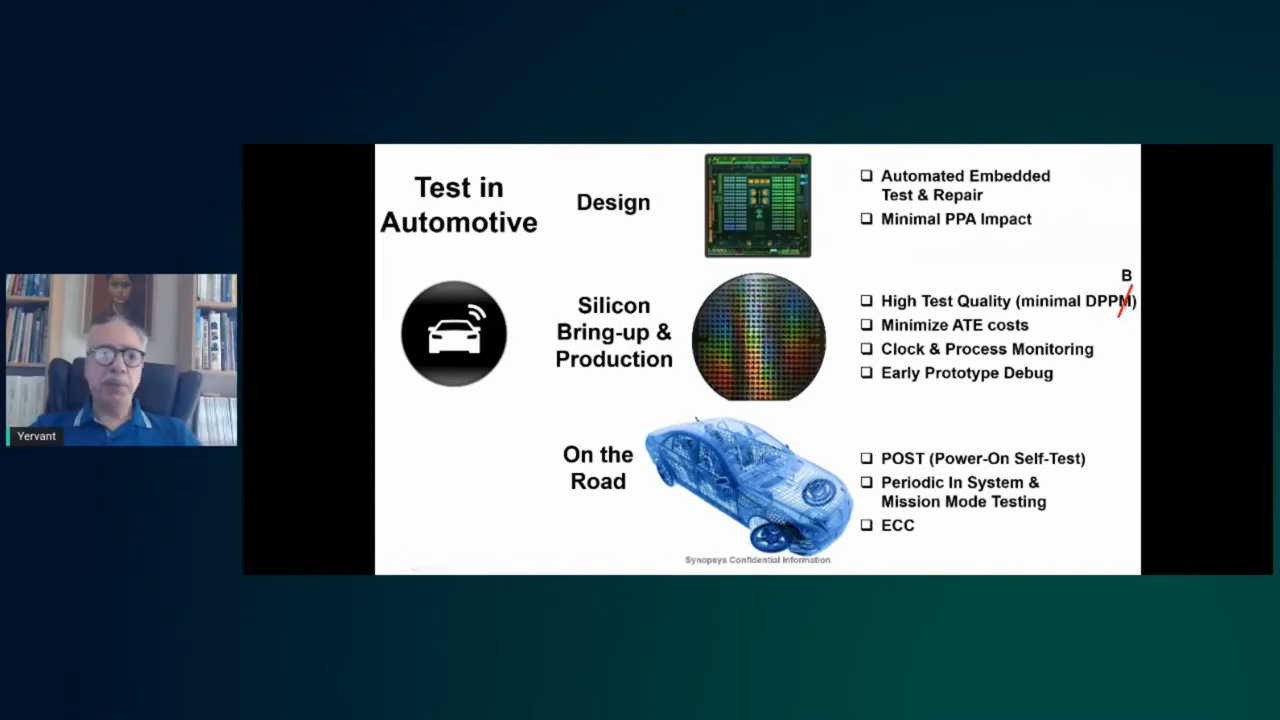 Test in
Automotive
Design
Automated Embedded
Test & Repair
Minimal PPA Impact
Silicon
Bring-up &
Production
B
High Test Quality (minimal DPPM)
Minimize ATE costs
Clock & Process Monitoring
Early Prototype Debug
On the
Road
POST (Power-On Self-Test)
Periodic In System &
Mission Mode Testing
ECC
Synopsys Confidential Information
Yervant